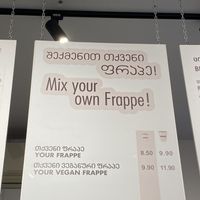 შექმენით თქვენი
ფრაპე!
Mix your
own Frappe!
თქვენი ფრაპე
YOUR FRAPPE
8.50 9.90
თქვენი ვეგანური ფრაპე
YOUR VEGAN FRAPPE
9.90 11.90